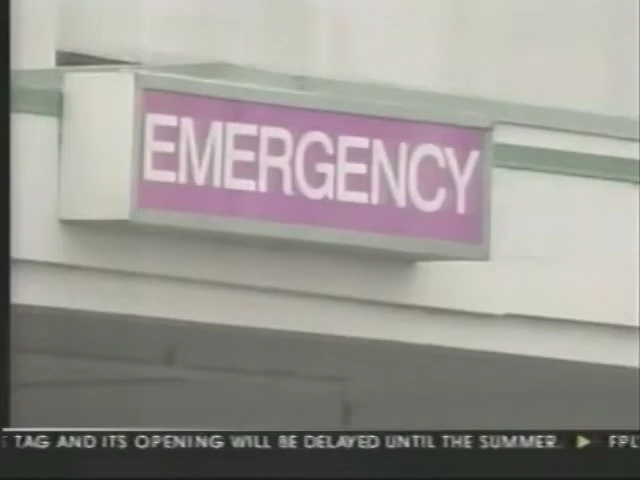 EMERGENCY
TAG AND ITS OPENING WILL BE DELAYED UNTIL THE SUMMER. ▶ FPL